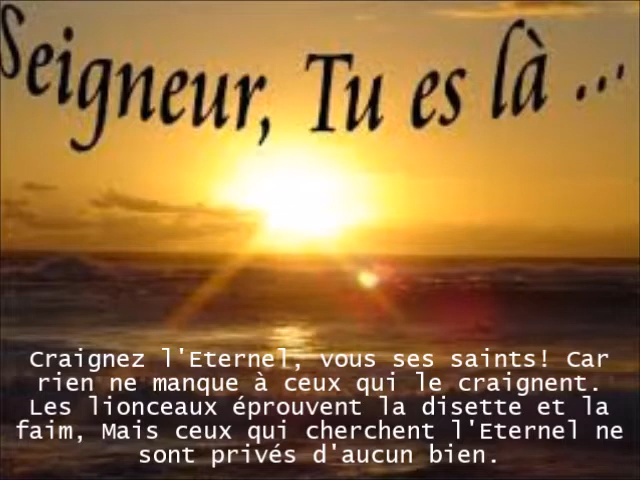 Seigneur, Tu es là ...
Craignez l'Eternel, vous ses saints! Car
rien ne manque à ceux qui le craignent.
Les lionceaux éprouvent la disette et la
faim, Mais ceux qui cherchent l'Eternel ne
sont privés d'aucun bien.